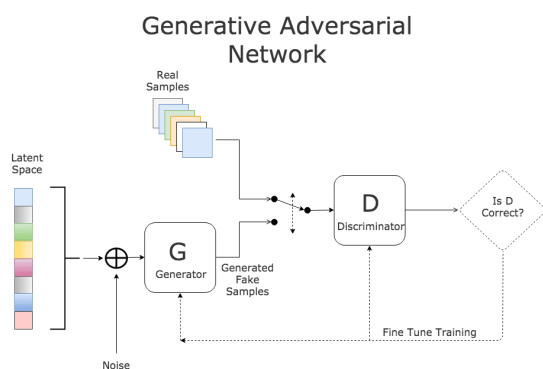 Generative Adversarial
Network
Real
Samples
Latent
Space
G
Generator
Generated
Fake
Samples
D
Discriminator
Is D
Correct?
Fine Tune Training
Noise